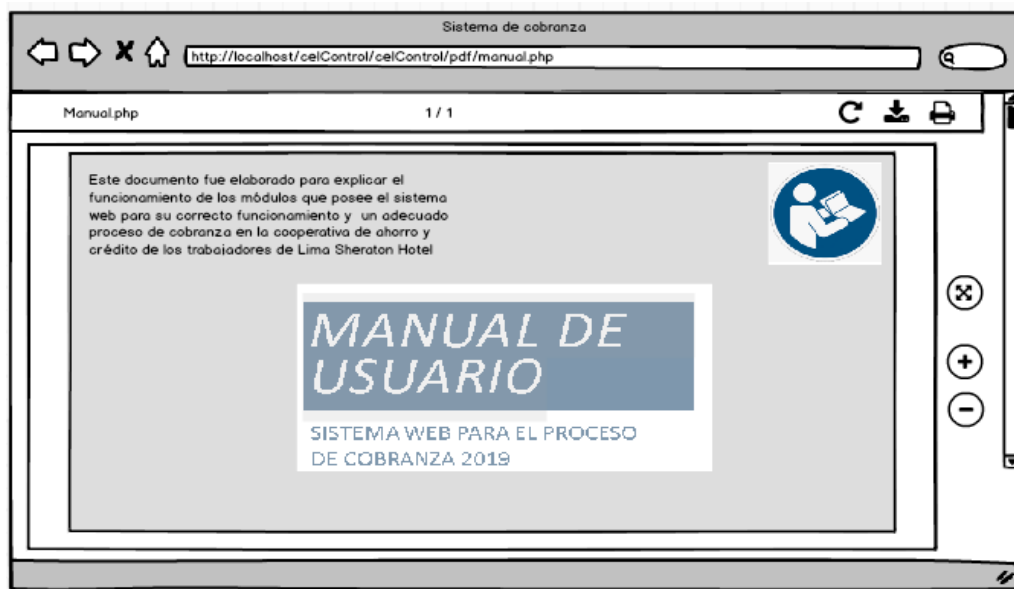 Sistema de cobranza
http://localhost/celControl/celControl/pdf/manual.php
Manual.php
1 / 1
Este documento fue elaborado para explicar el
funcionamiento de los módulos que posee el sistema
web para su correcto funcionamiento y un adecuado
proceso de cobranza en la cooperativa de ahorro y
crédito de los trabajadores de Lima Sheraton Hotel
MANUAL DE
USUARIO
SISTEMA WEB PARA EL PROCESO
DE COBRANZA 2019